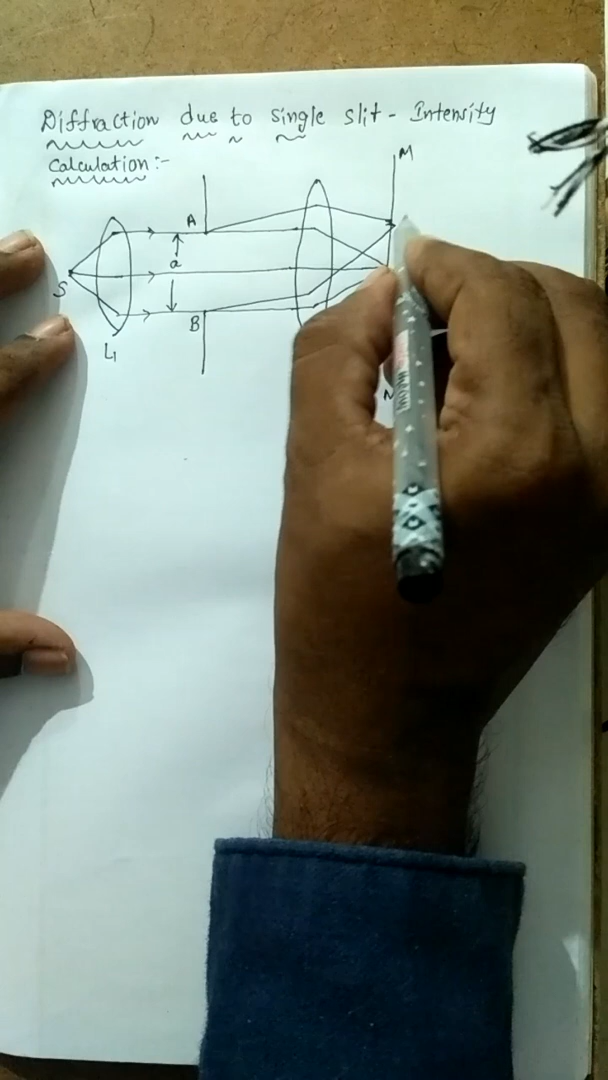 Diffraction due to single slit - Intensity
Calculation:-
M
A
a
S
B
L1
N